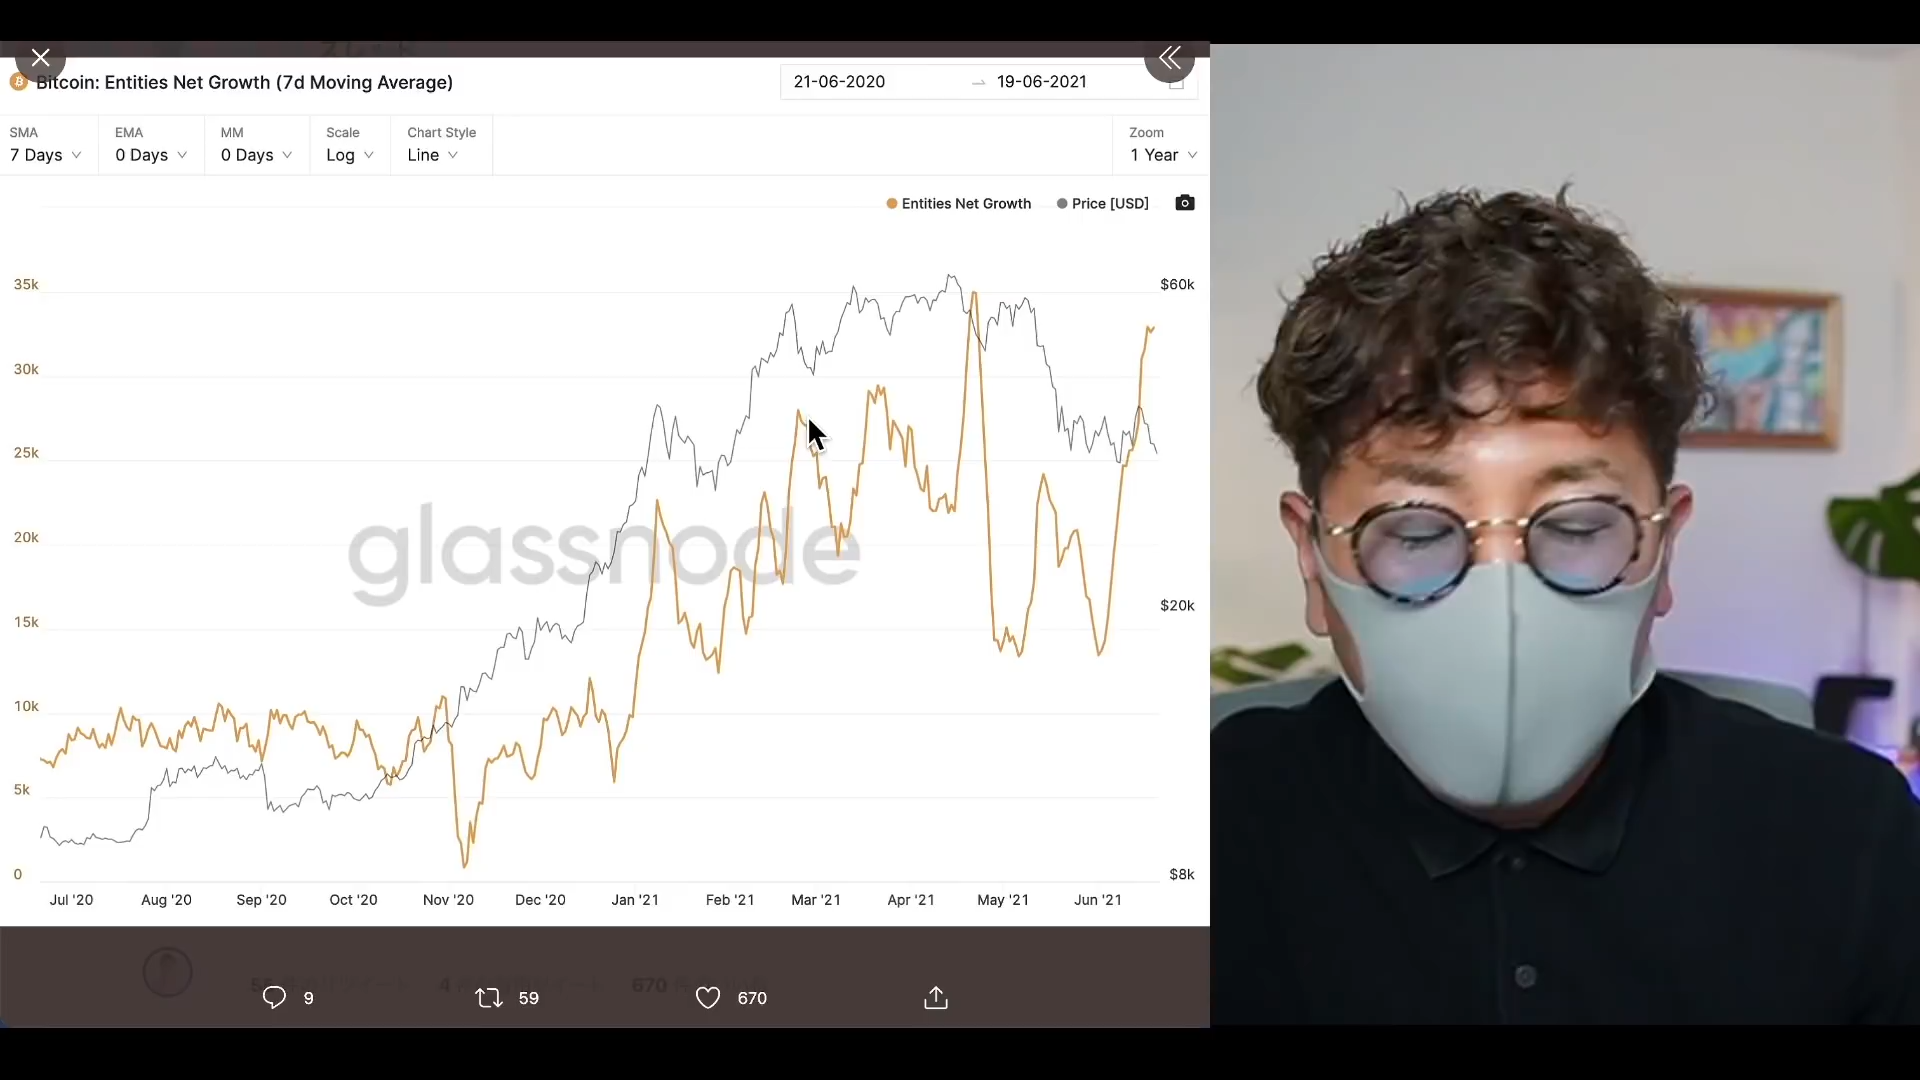 Bitcoin: Entities Net Growth (7d Moving Average)
21-06-2020 → 19-06-2021
SMA EMA MM Scale Chart Style Zoom
7 Days 0 Days 0 Days Log Line 1 Year
Entities Net Growth Price [USD]
35k $60k
30k
25k
20k
glassnode
15k $20k
10k
5k
0 $8k
Jul '20 Aug '20 Sep '20 Oct '20 Nov '20 Dec '20 Jan '21 Feb '21 Mar '21 Apr '21 May '21 Jun '21
670
9 59 670